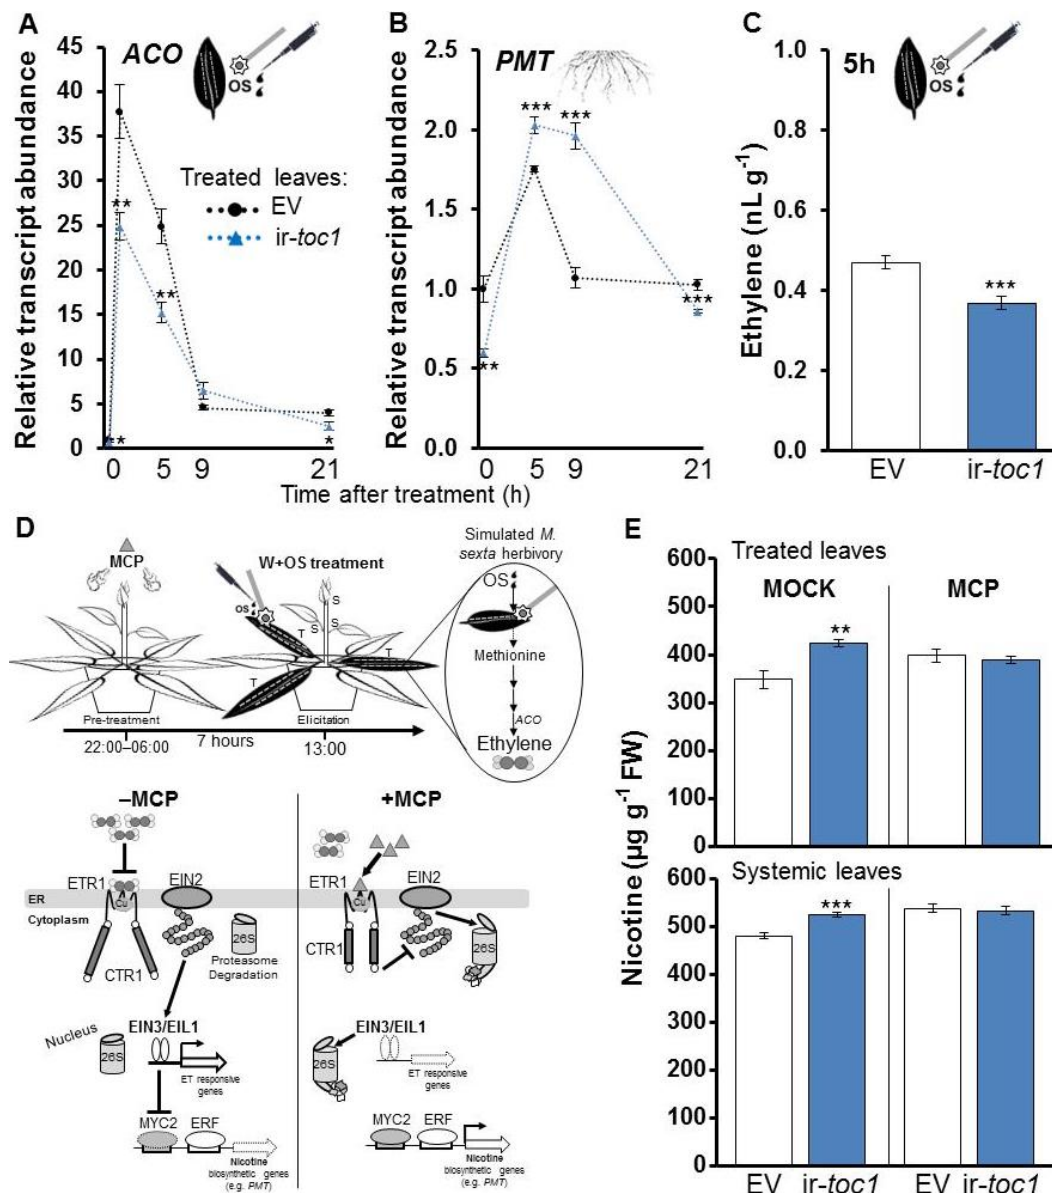 A
ACO
OS
Relative transcript abundance
45
40
35
30
25
20
15
10
5
0
**
**
**
*
Treated leaves:
EV
ir-toc1
0 5 9 21
B
PMT
Relative transcript abundance
2.5
2.0
1.5
1.0
0.5
0.0
***
***
***
**
0 5 9 21
Time after treatment (h)
C
5h
OS
Ethylene (nL g-1)
1.0
0.8
0.6
0.4
0.2
0.0
***
EV ir-toc1
D
MCP
W+OS treatment
OS
S
S
S
T
T
T
Pre-treatment
Elicitation
22:00–06:00
7 hours
13:00
Simulated M.
sexta herbivory
OS
Methionine
ACO
Ethylene
–MCP
ETR1
EIN2
Cu
ER
Cytoplasm
CTR1
26S
Proteasome
Degradation
Nucleus
26S
EIN3/EIL1
ET responsive
genes
MYC2
ERF
Nicotine
biosynthetic genes
(e.g. PMT)
+MCP
ETR1
EIN2
Cu
CTR1
26S
EIN3/EIL1
26S
ET responsive
genes
MYC2
ERF
Nicotine
biosynthetic genes
(e.g. PMT)
E
Nicotine (µg g-1 FW)
Treated leaves
MOCK
MCP
600
500
400
300
200
100
0
**
Systemic leaves
600
500
400
300
200
100
0
***
EV ir-toc1 EV ir-toc1